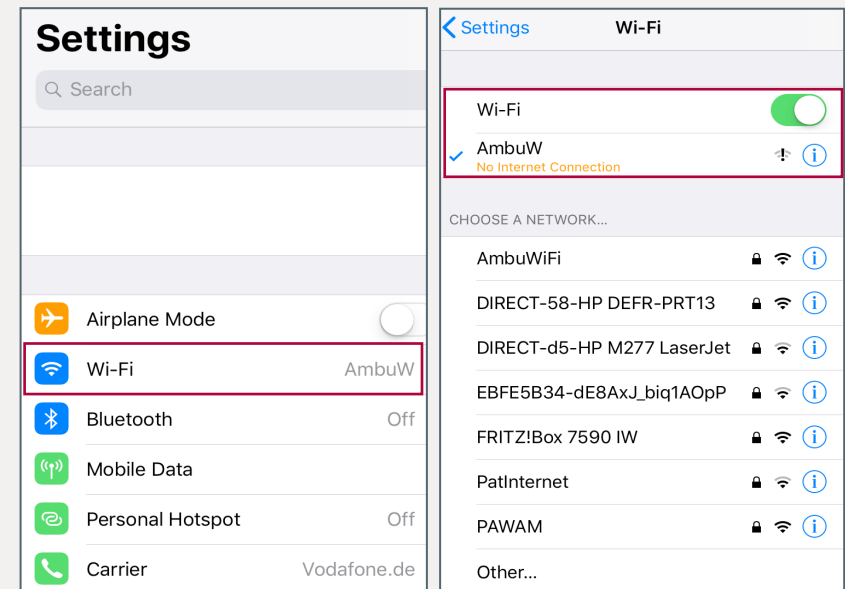 Settings
Search
Airplane Mode
Wi-Fi AmbuW
Bluetooth Off
Mobile Data
Personal Hotspot Off
Carrier Vodafone.de
Settings Wi-Fi
Wi-Fi
AmbuW
No Internet Connection
CHOOSE A NETWORK...
AmbuWiFi
DIRECT-58-HP DEFR-PRT13
DIRECT-d5-HP M277 LaserJet
EBFE5B34-dE8AxJ_biq1AOpP
FRITZ!Box 7590 IW
PatInternet
PAWAM
Other...